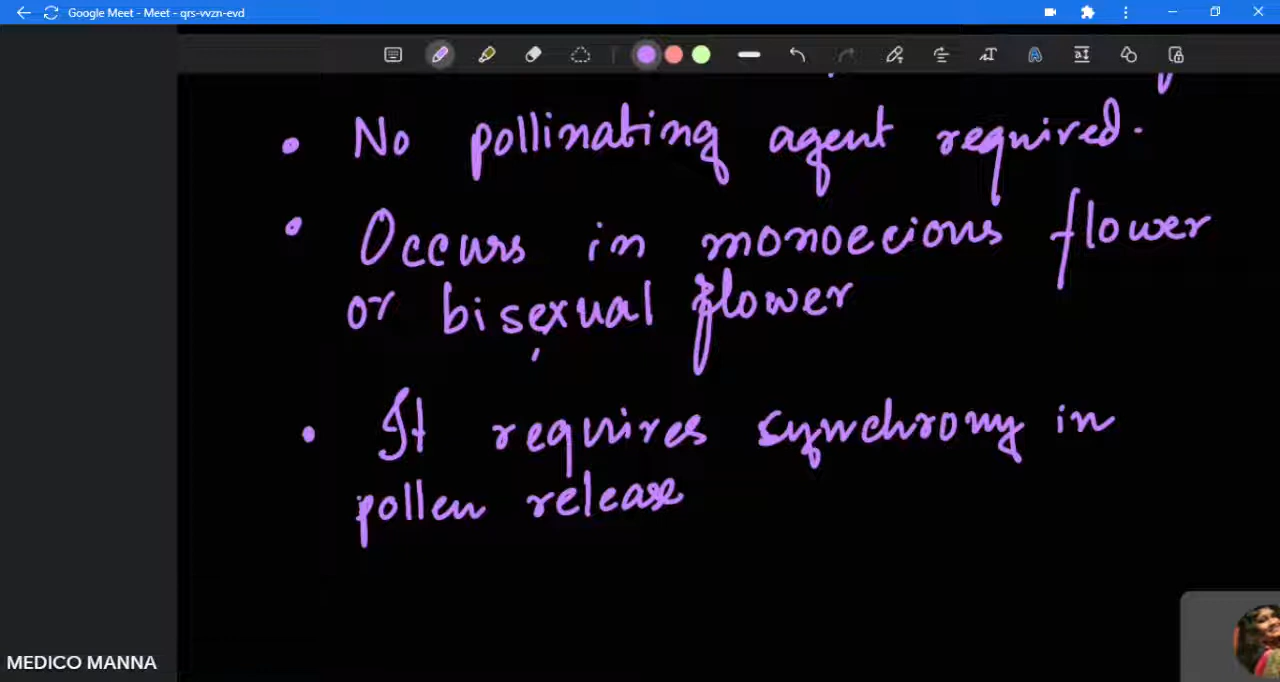 Google Meet - Meet - qrs-vvzn-evd
• No pollinating agent required.
• Occurs in monoecious flower
or bisexual flower
• It requires synchrony in
pollen release
MEDICO MANNA